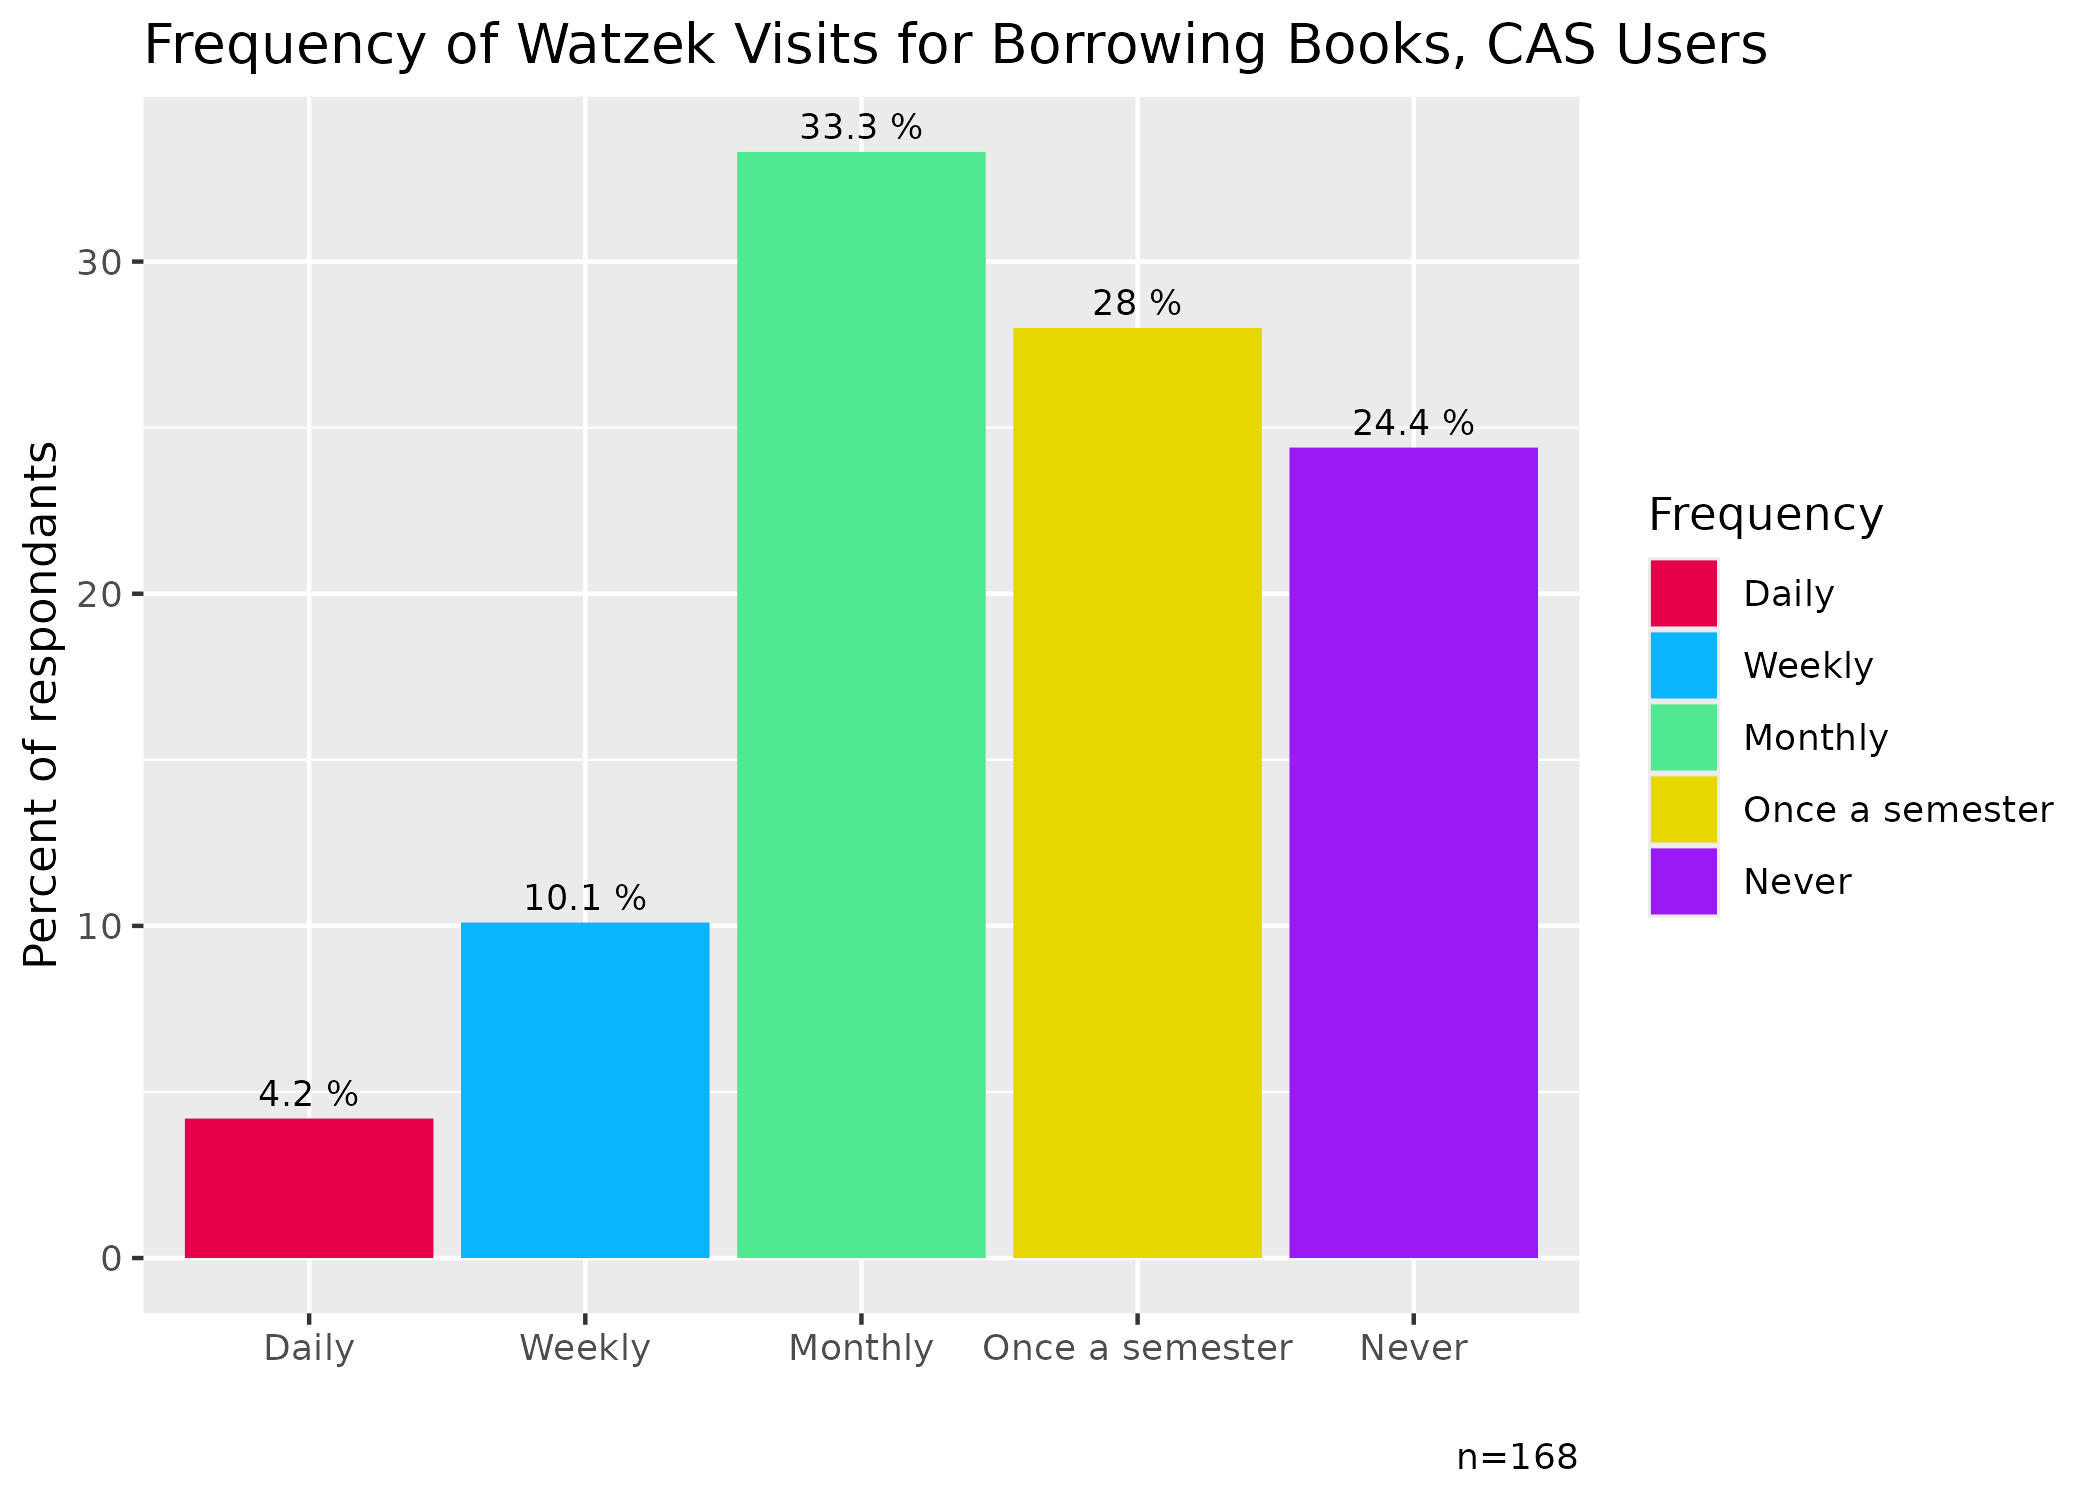 Frequency of Watzek Visits for Borrowing Books, CAS Users
Percent of respondants
30
20
10
0
4.2 %
10.1 %
33.3 %
28 %
24.4 %
Daily
Weekly
Monthly
Once a semester
Never
Frequency
Daily
Weekly
Monthly
Once a semester
Never
n=168